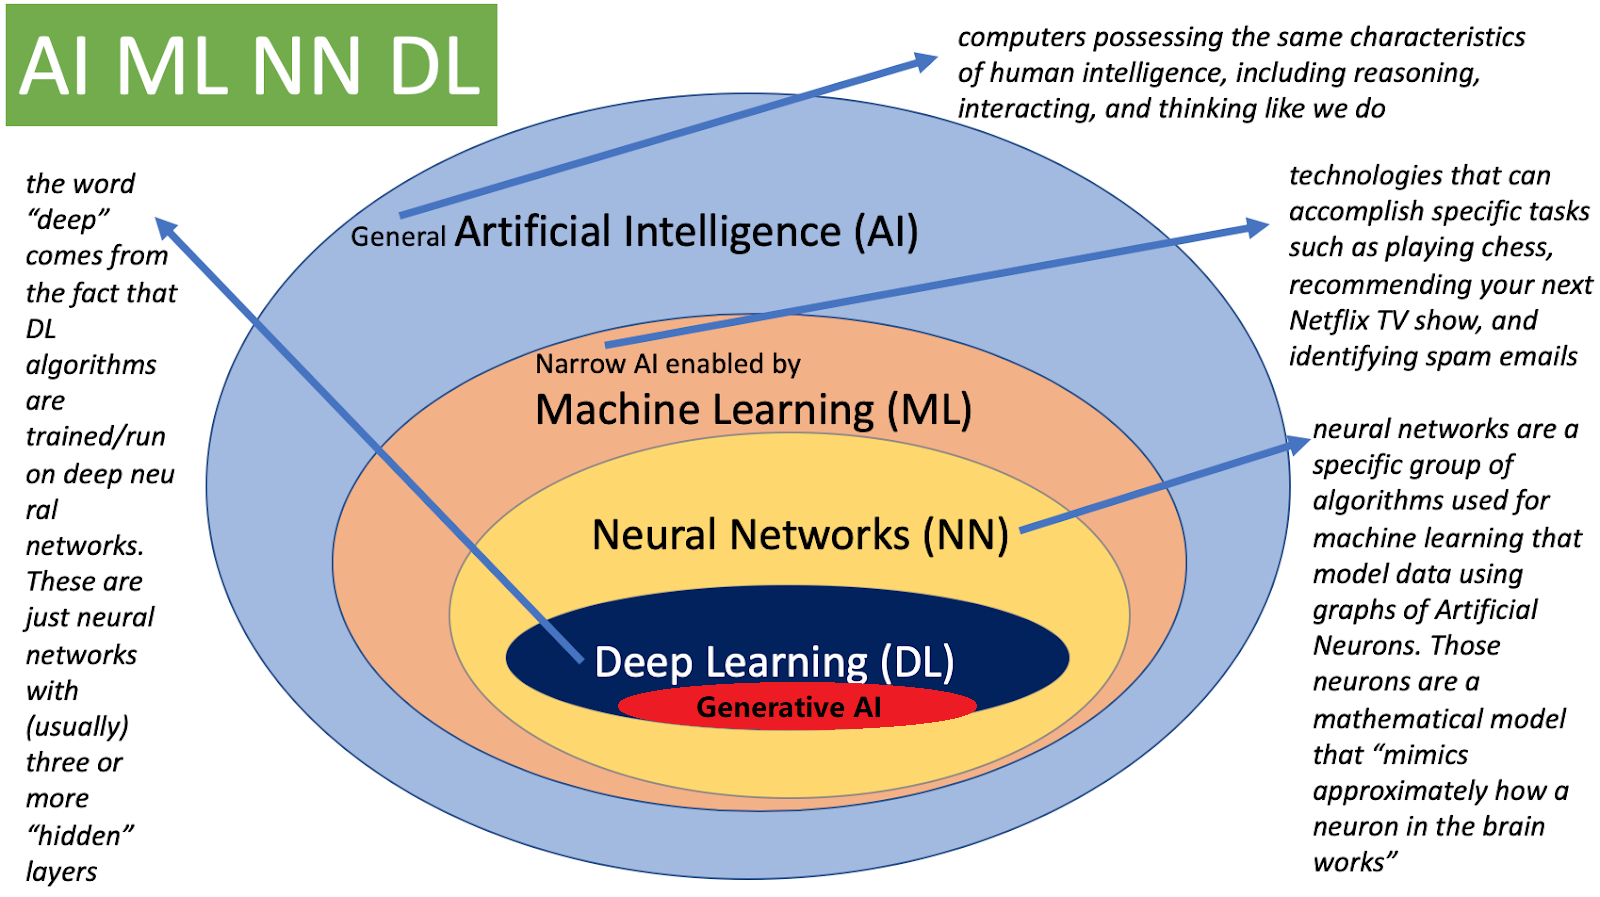 AI ML NN DL
computers possessing the same characteristics
of human intelligence, including reasoning,
interacting, and thinking like we do
the word
“deep”
comes from
the fact that
DL
algorithms
are
trained/run
on deep neu
ral
networks.
These are
just neural
networks
with
(usually)
three or
more
“hidden”
layers
General Artificial Intelligence (AI)
technologies that can
accomplish specific tasks
such as playing chess,
recommending your next
Netflix TV show, and
identifying spam emails
Narrow AI enabled by
Machine Learning (ML)
neural networks are a
specific group of
algorithms used for
machine learning that
model data using
graphs of Artificial
Neurons. Those
neurons are a
mathematical model
that “mimics
approximately how a
neuron in the brain
works”
Neural Networks (NN)
Deep Learning (DL)
Generative AI